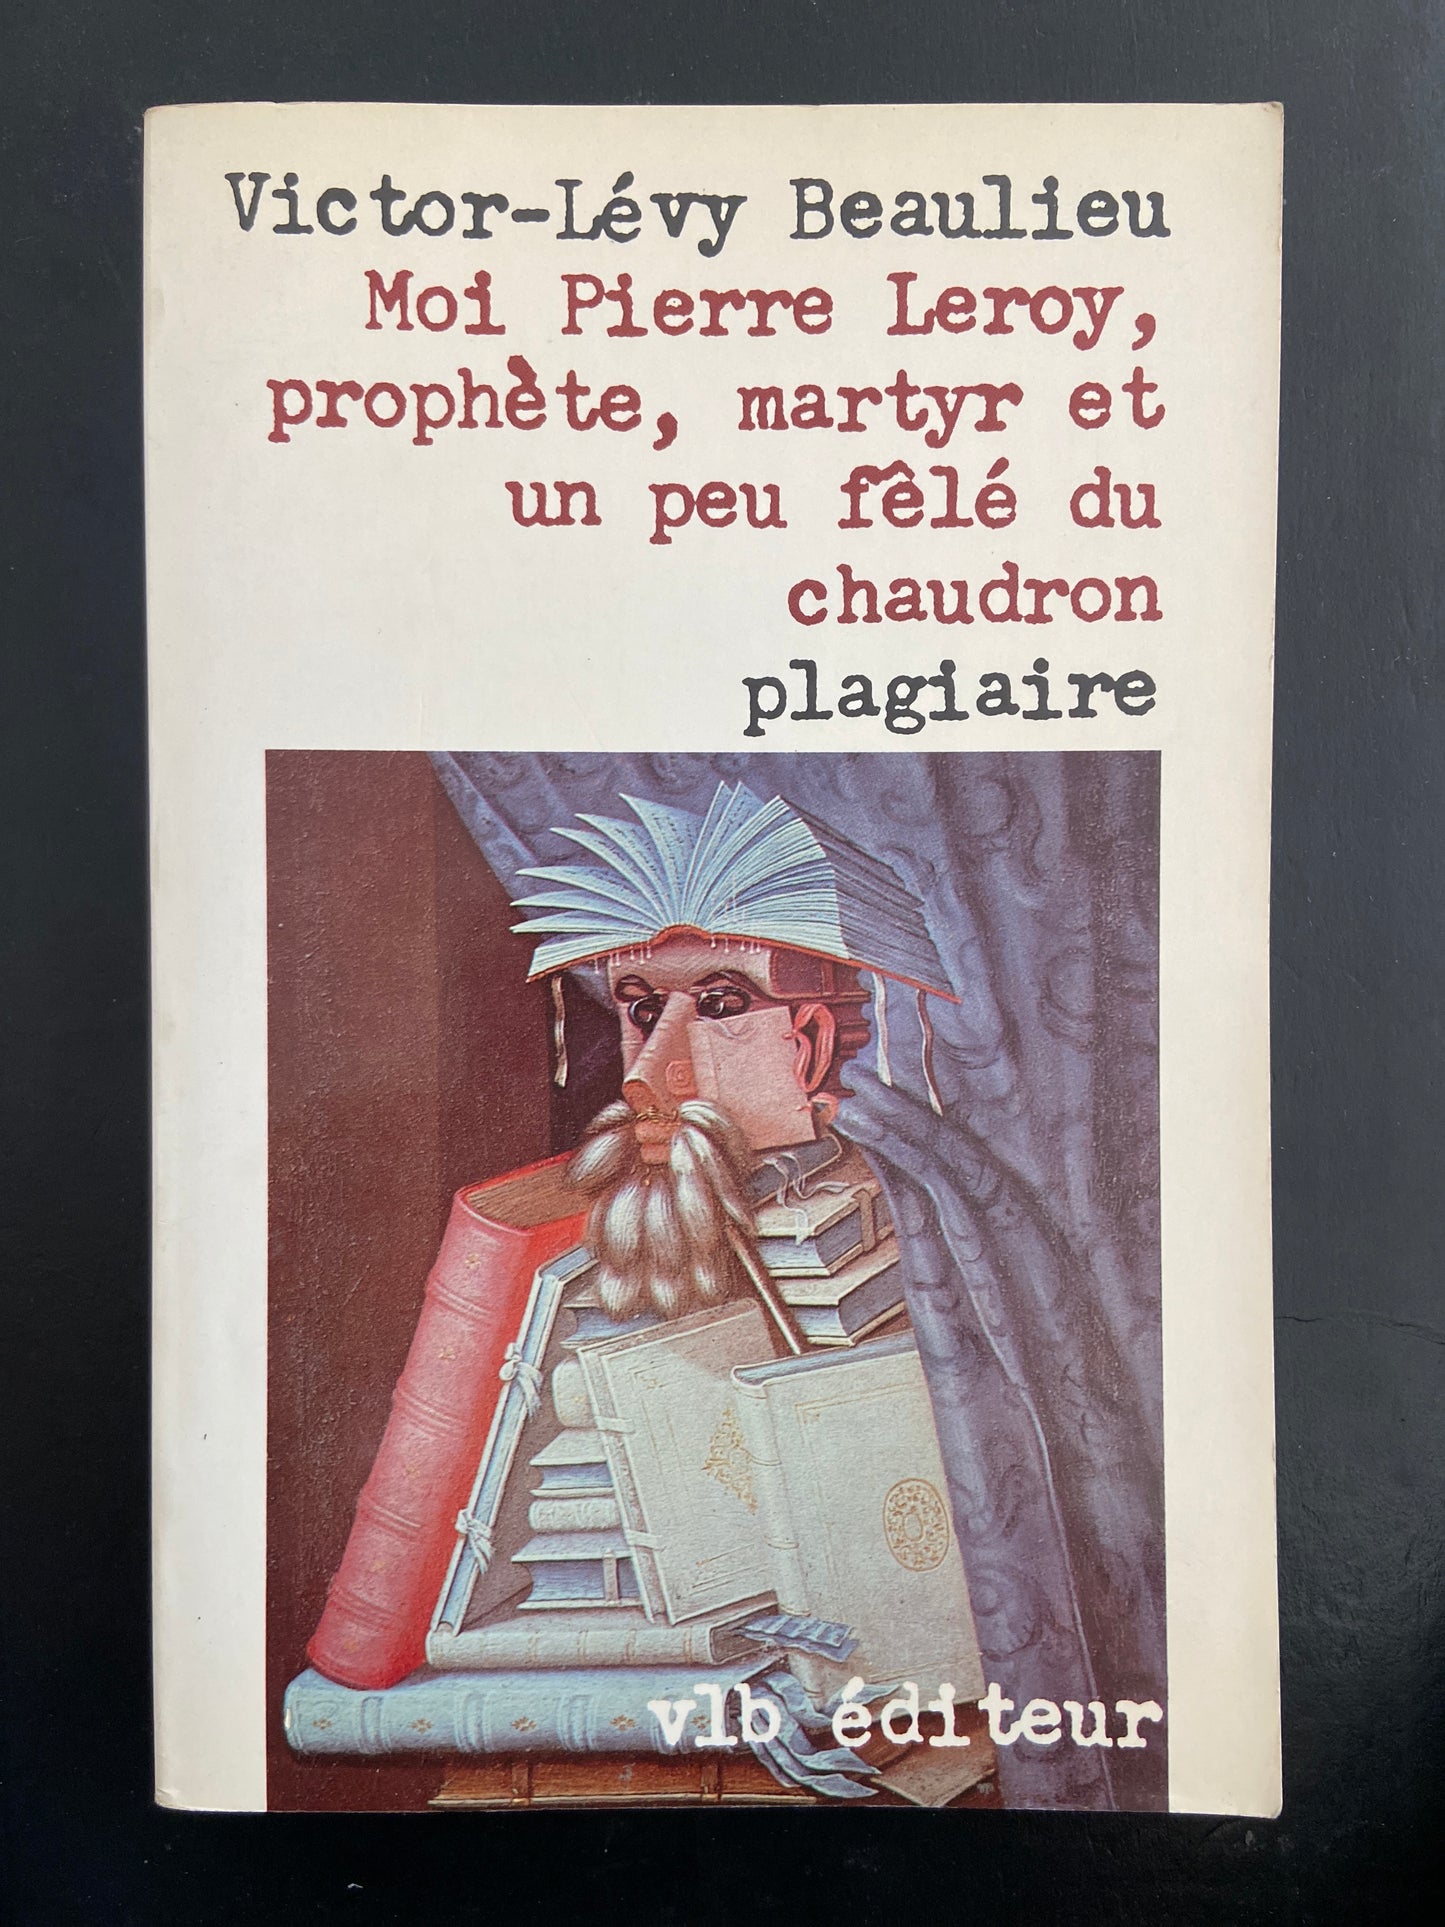 Victor-Lévy Beaulieu
Moi Pierre Leroy,
prophète, martyr et
un peu fêlé du
chaudron
plagiaire
vlb éditeur